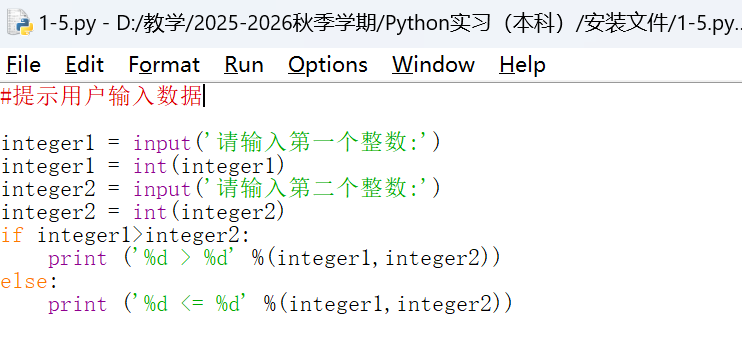 1-5.py - D:/教学/2025-2026秋季学期/Python实习（本科）/安装文件/1-5.py...
File Edit Format Run Options Window Help
#提示用户输入数据
integer1 = input('请输入第一个整数:')
integer1 = int(integer1)
integer2 = input('请输入第二个整数:')
integer2 = int(integer2)
if integer1>integer2:
    print ('%d > %d' %(integer1,integer2))
else:
    print ('%d <= %d' %(integer1,integer2))